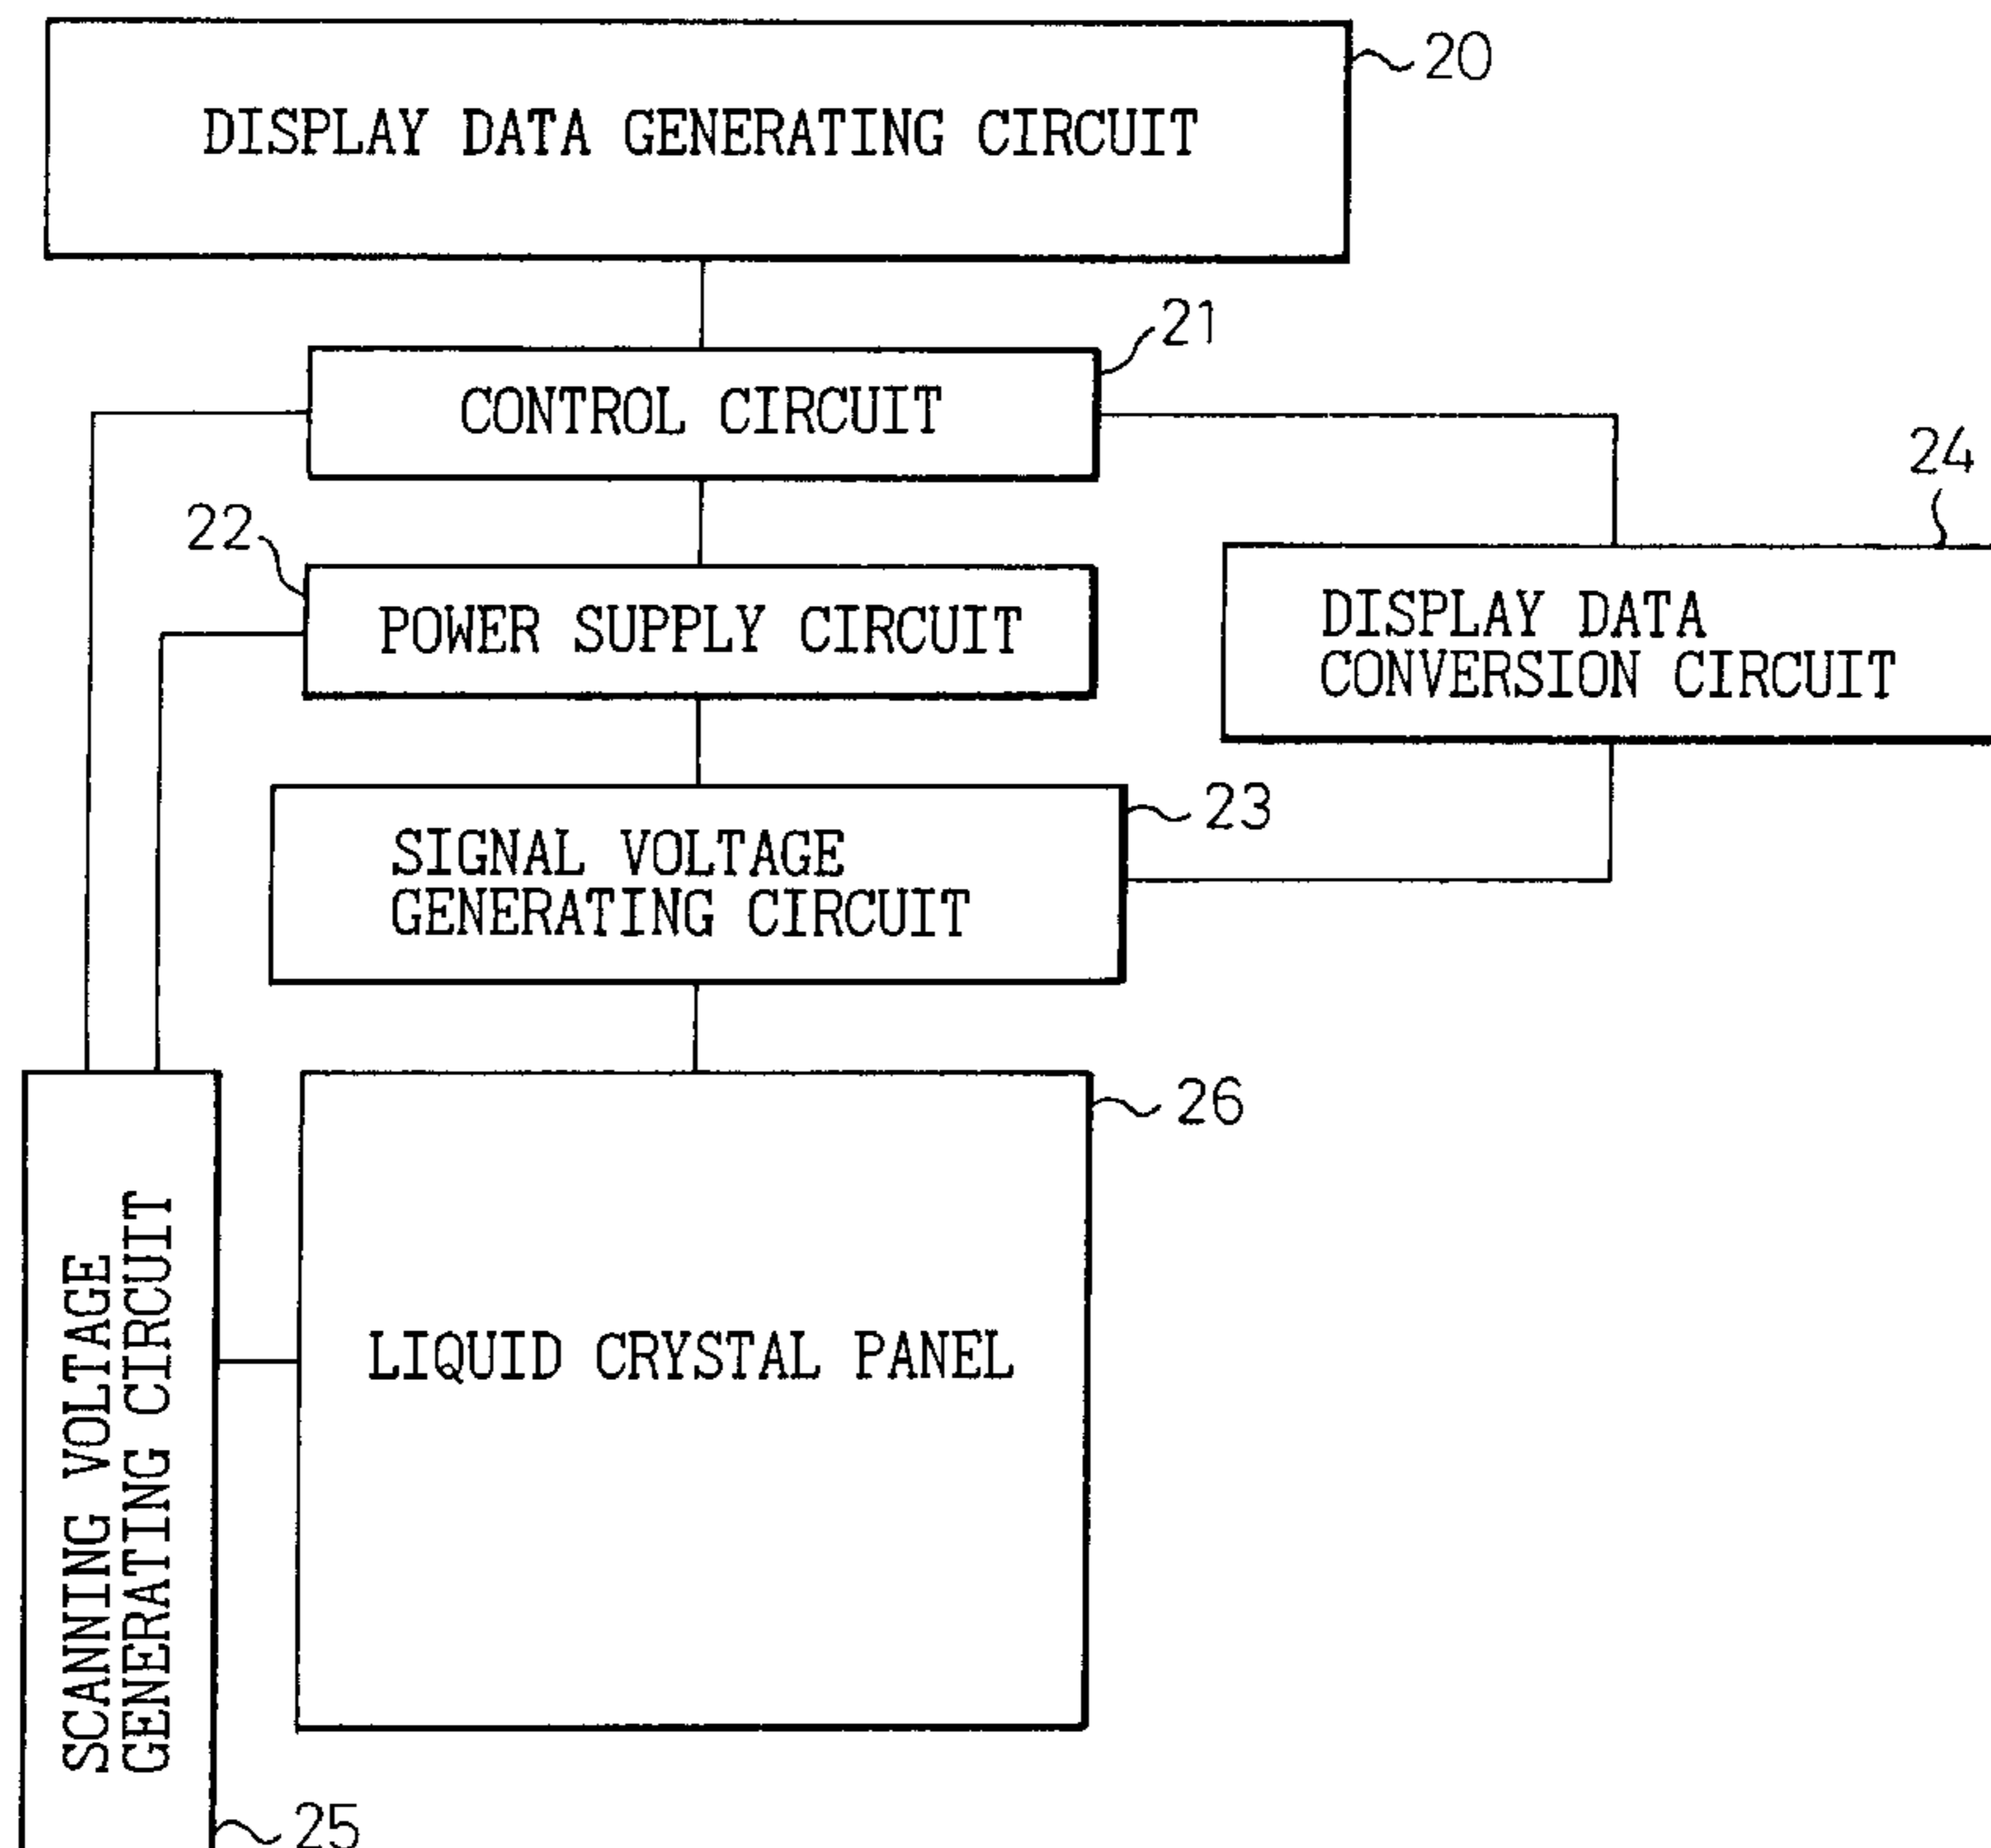 20
DISPLAY DATA GENERATING CIRCUIT
21
CONTROL CIRCUIT
24
22
POWER SUPPLY CIRCUIT
DISPLAY DATA
CONVERSION CIRCUIT
23
SIGNAL VOLTAGE
GENERATING CIRCUIT
26
LIQUID CRYSTAL PANEL
SCANNING VOLTAGE
GENERATING CIRCUIT
25